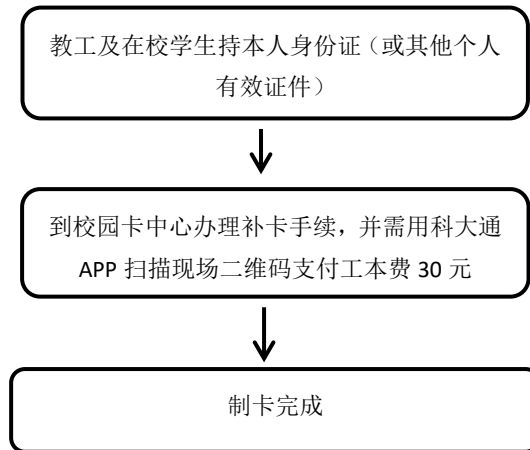 教工及在校学生持本人身份证（或其他个人
有效证件）
到校园卡中心办理补卡手续，并需用科大通
APP 扫描现场二维码支付工本费 30 元
制卡完成